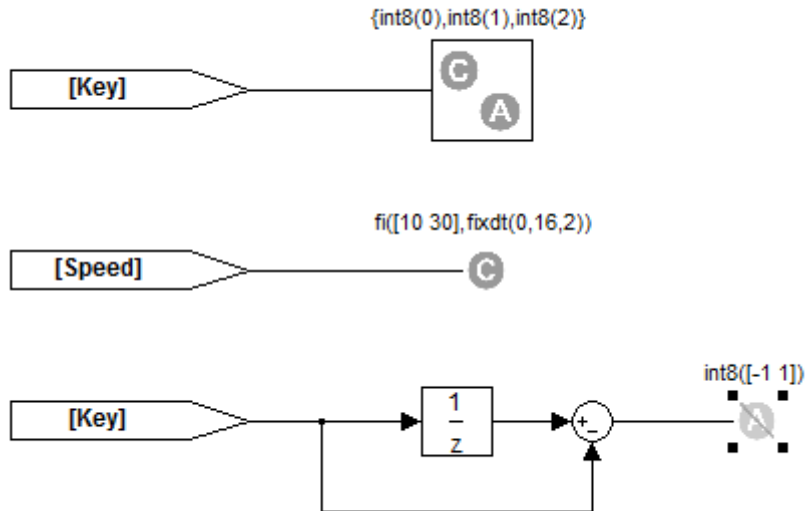 {int8(0),int8(1),int8(2)}
[Key]
C
A
fi([10 30],fixdt(0,16,2))
[Speed]
C
int8([-1 1])
[Key]
1
z
+
-
A